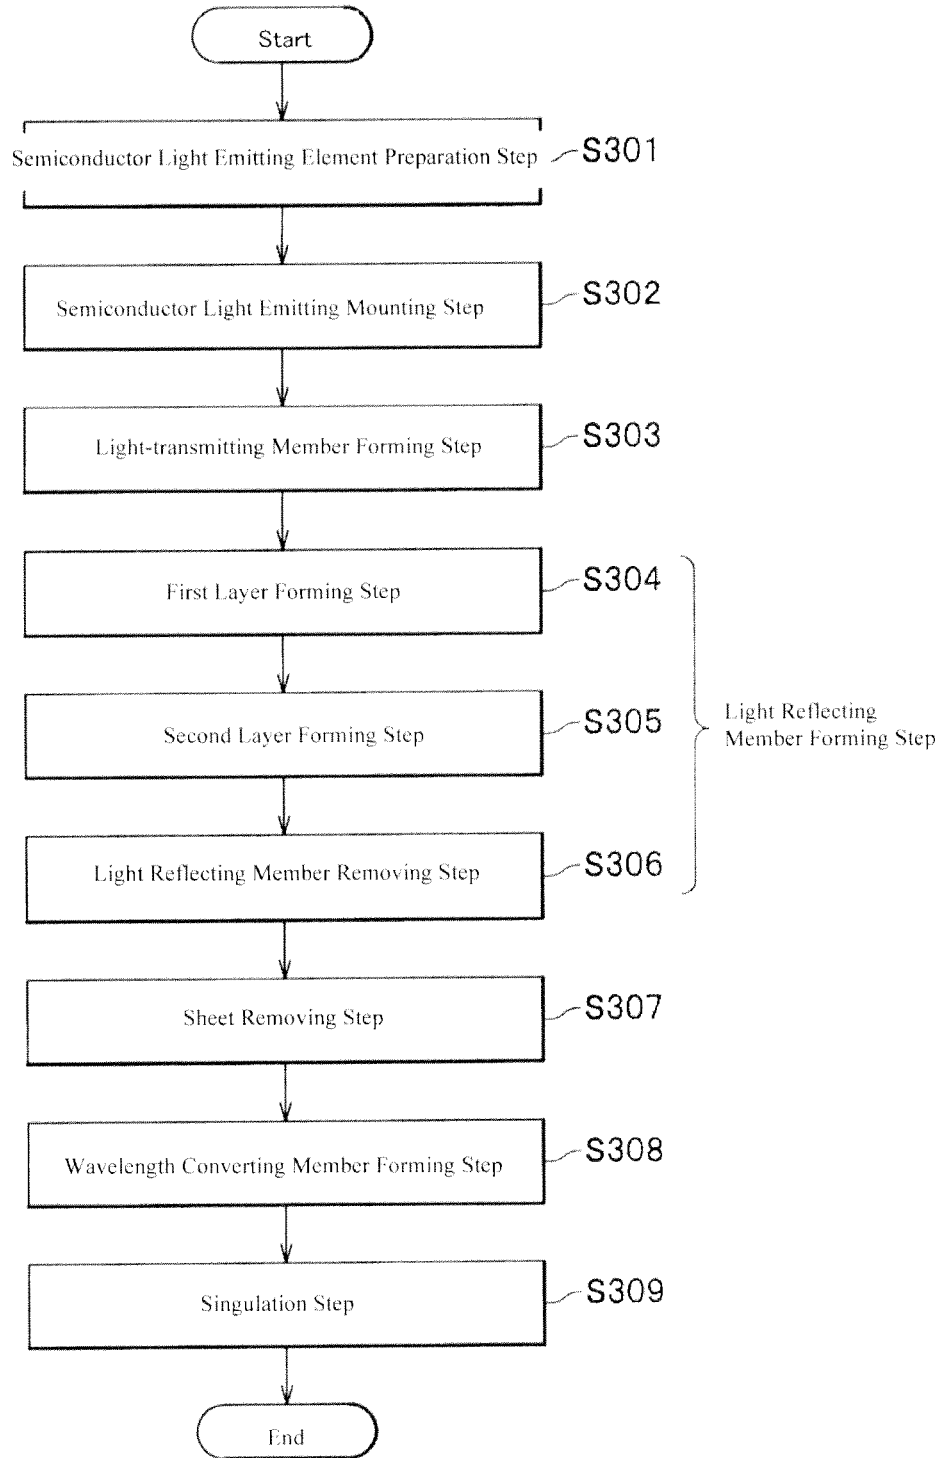 Start
Semiconductor Light Emitting Element Preparation Step
S301
Semiconductor Light Emitting Mounting Step
S302
Light-transmitting Member Forming Step
S303
First Layer Forming Step
S304
Second Layer Forming Step
S305
Light Reflecting
Member Forming Step
Light Reflecting Member Removing Step
S306
Sheet Removing Step
S307
Wavelength Converting Member Forming Step
S308
Singulation Step
S309
End